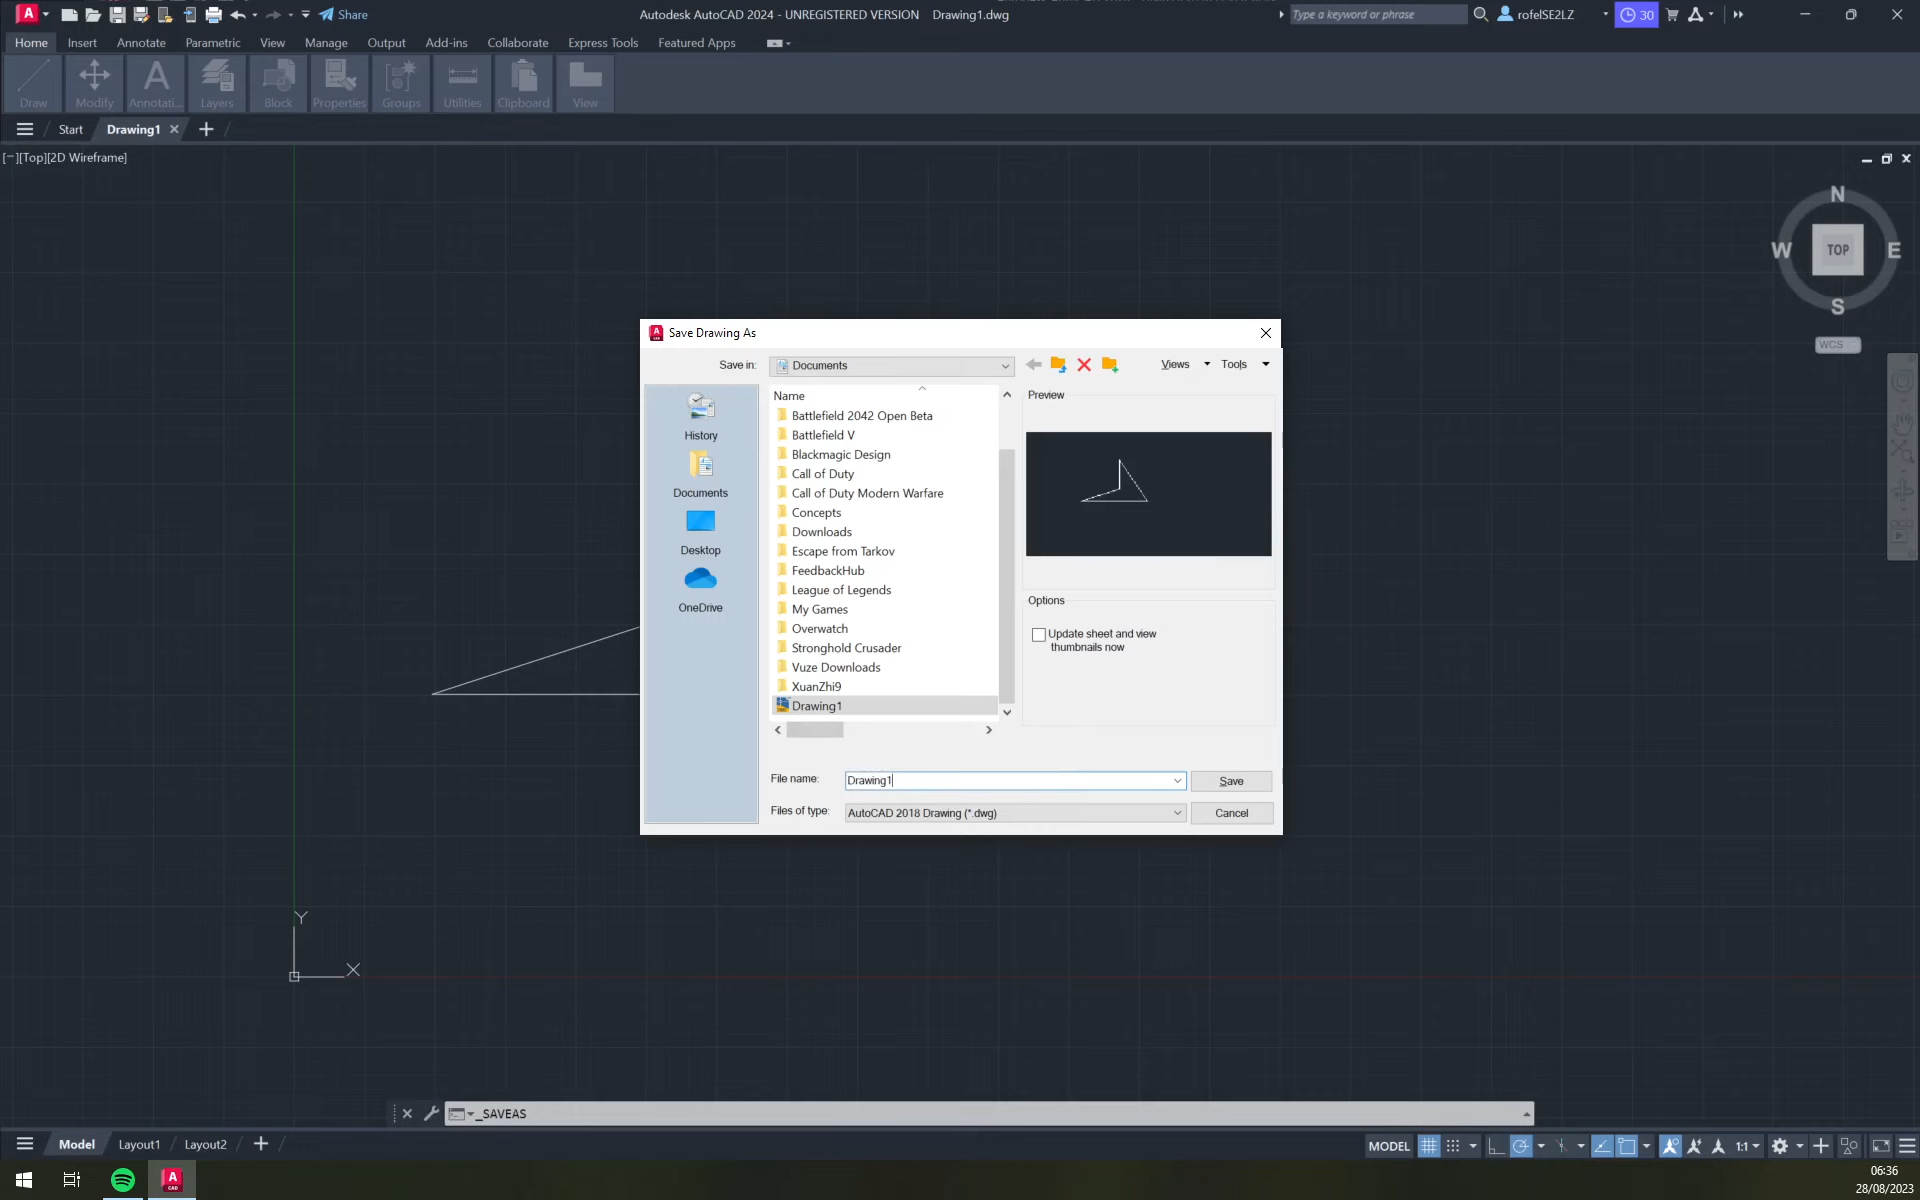 Share
Autodesk AutoCAD 2024 - UNREGISTERED VERSION Drawing1.dwg
Type a keyword or phrase
rofelSE2LZ
30
Home Insert Annotate Parametric View Manage Output Add-ins Collaborate Express Tools Featured Apps
Draw Modify Annotati... Layers Block Properties Groups Utilities Clipboard View
Start Drawing1
[−][Top][2D Wireframe]
N
W TOP E
S
WCS
Save Drawing As
Save in: Documents Views Tools
Name
Preview
History
Documents
Desktop
OneDrive
Battlefield 2042 Open Beta
Battlefield V
Blackmagic Design
Call of Duty
Call of Duty Modern Warfare
Concepts
Downloads
Escape from Tarkov
FeedbackHub
League of Legends
My Games
Overwatch
Stronghold Crusader
Vuze Downloads
XuanZhi9
Drawing1
Options
Update sheet and view
thumbnails now
File name: Drawing1 Save
Files of type: AutoCAD 2018 Drawing (*.dwg) Cancel
Y
X
_SAVEAS
Model Layout1 Layout2
MODEL 1:1
06:36
28/08/2023